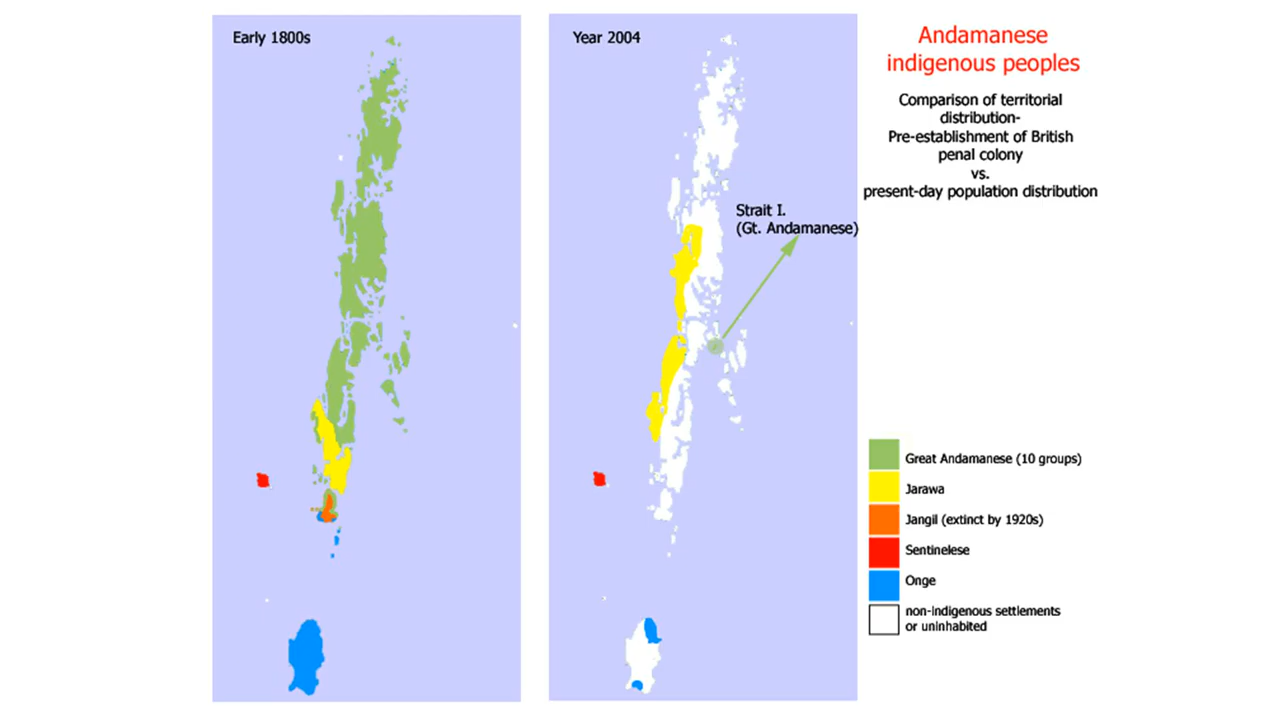 Early 1800s
Year 2004
Andamanese
indigenous peoples
Comparison of territorial
distribution-
Pre-establishment of British
penal colony
vs.
present-day population distribution
Strait I.
(Gt. Andamanese)
Great Andamanese (10 groups)
Jarawa
Jangil (extinct by 1920s)
Sentinelese
Onge
non-indigenous settlements
or uninhabited